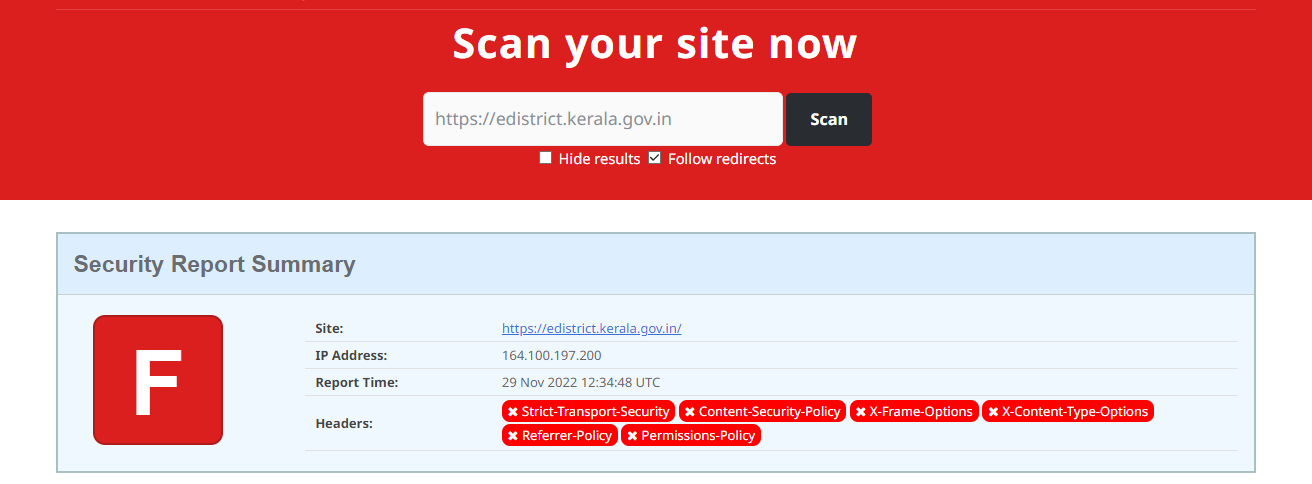 Scan your site now
https://edistrict.kerala.gov.in
Scan
Hide results Follow redirects
Security Report Summary
F
Site: https://edistrict.kerala.gov.in/
IP Address: 164.100.197.200
Report Time: 29 Nov 2022 12:34:48 UTC
Headers:
✖ Strict-Transport-Security ✖ Content-Security-Policy ✖ X-Frame-Options ✖ X-Content-Type-Options
✖ Referrer-Policy ✖ Permissions-Policy